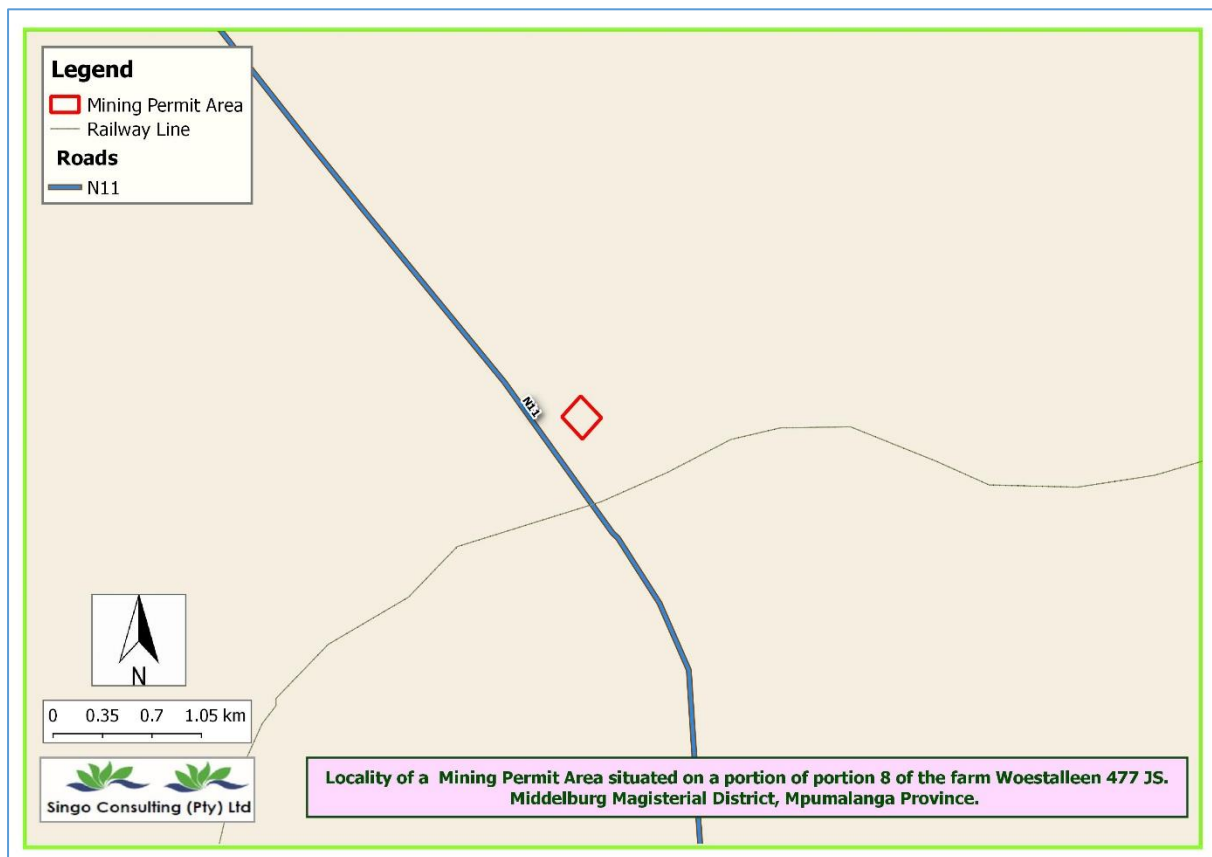 Legend
Mining Permit Area
Railway Line
Roads
N11
N11
N
0 0.35 0.7 1.05 km
Singo Consulting (Pty) Ltd
Locality of a Mining Permit Area situated on a portion of portion 8 of the farm Woestalleen 477 JS.
Middelburg Magisterial District, Mpumalanga Province.